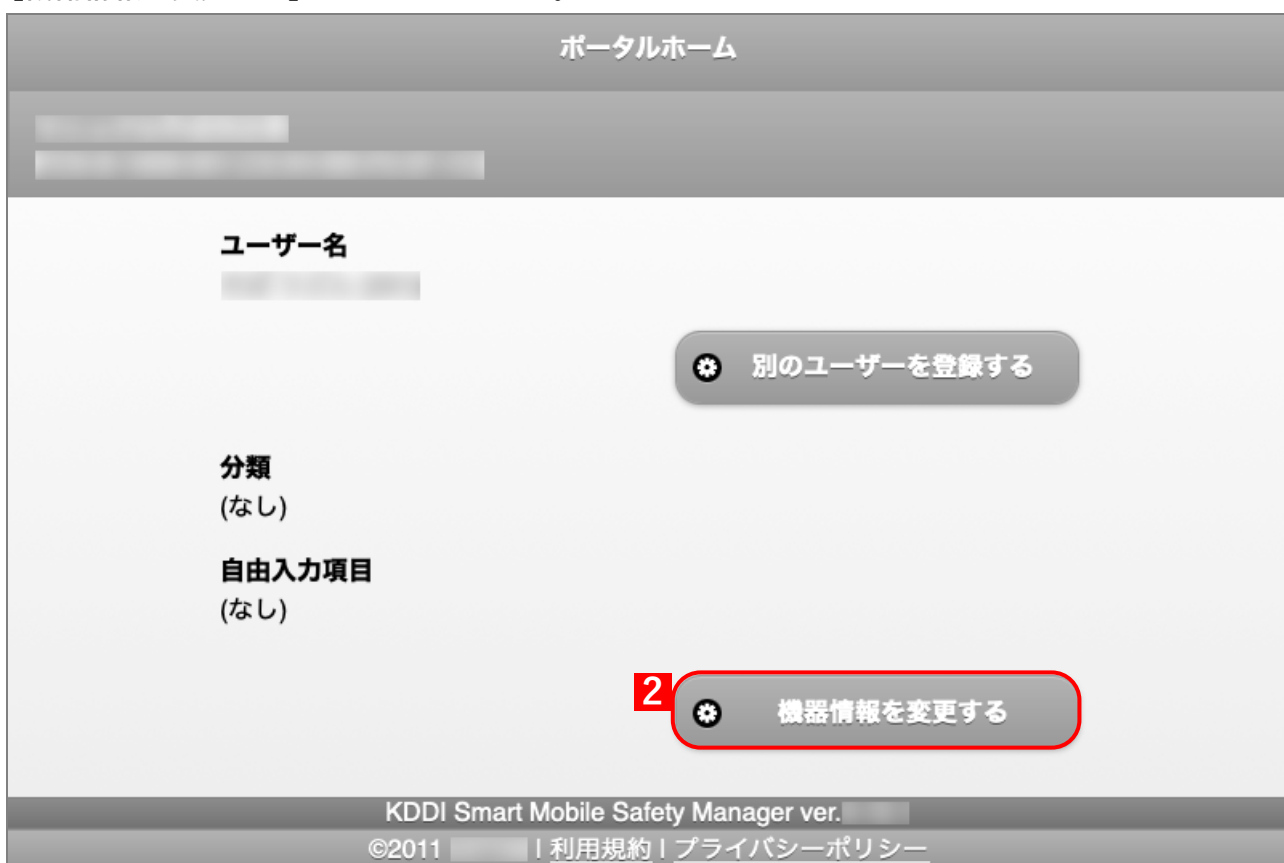 ポータルホーム
ユーザー名
別のユーザーを登録する
分類
(なし)
自由入力項目
(なし)
2
機器情報を変更する
KDDI Smart Mobile Safety Manager ver.
©2011 | 利用規約 | プライバシーポリシー